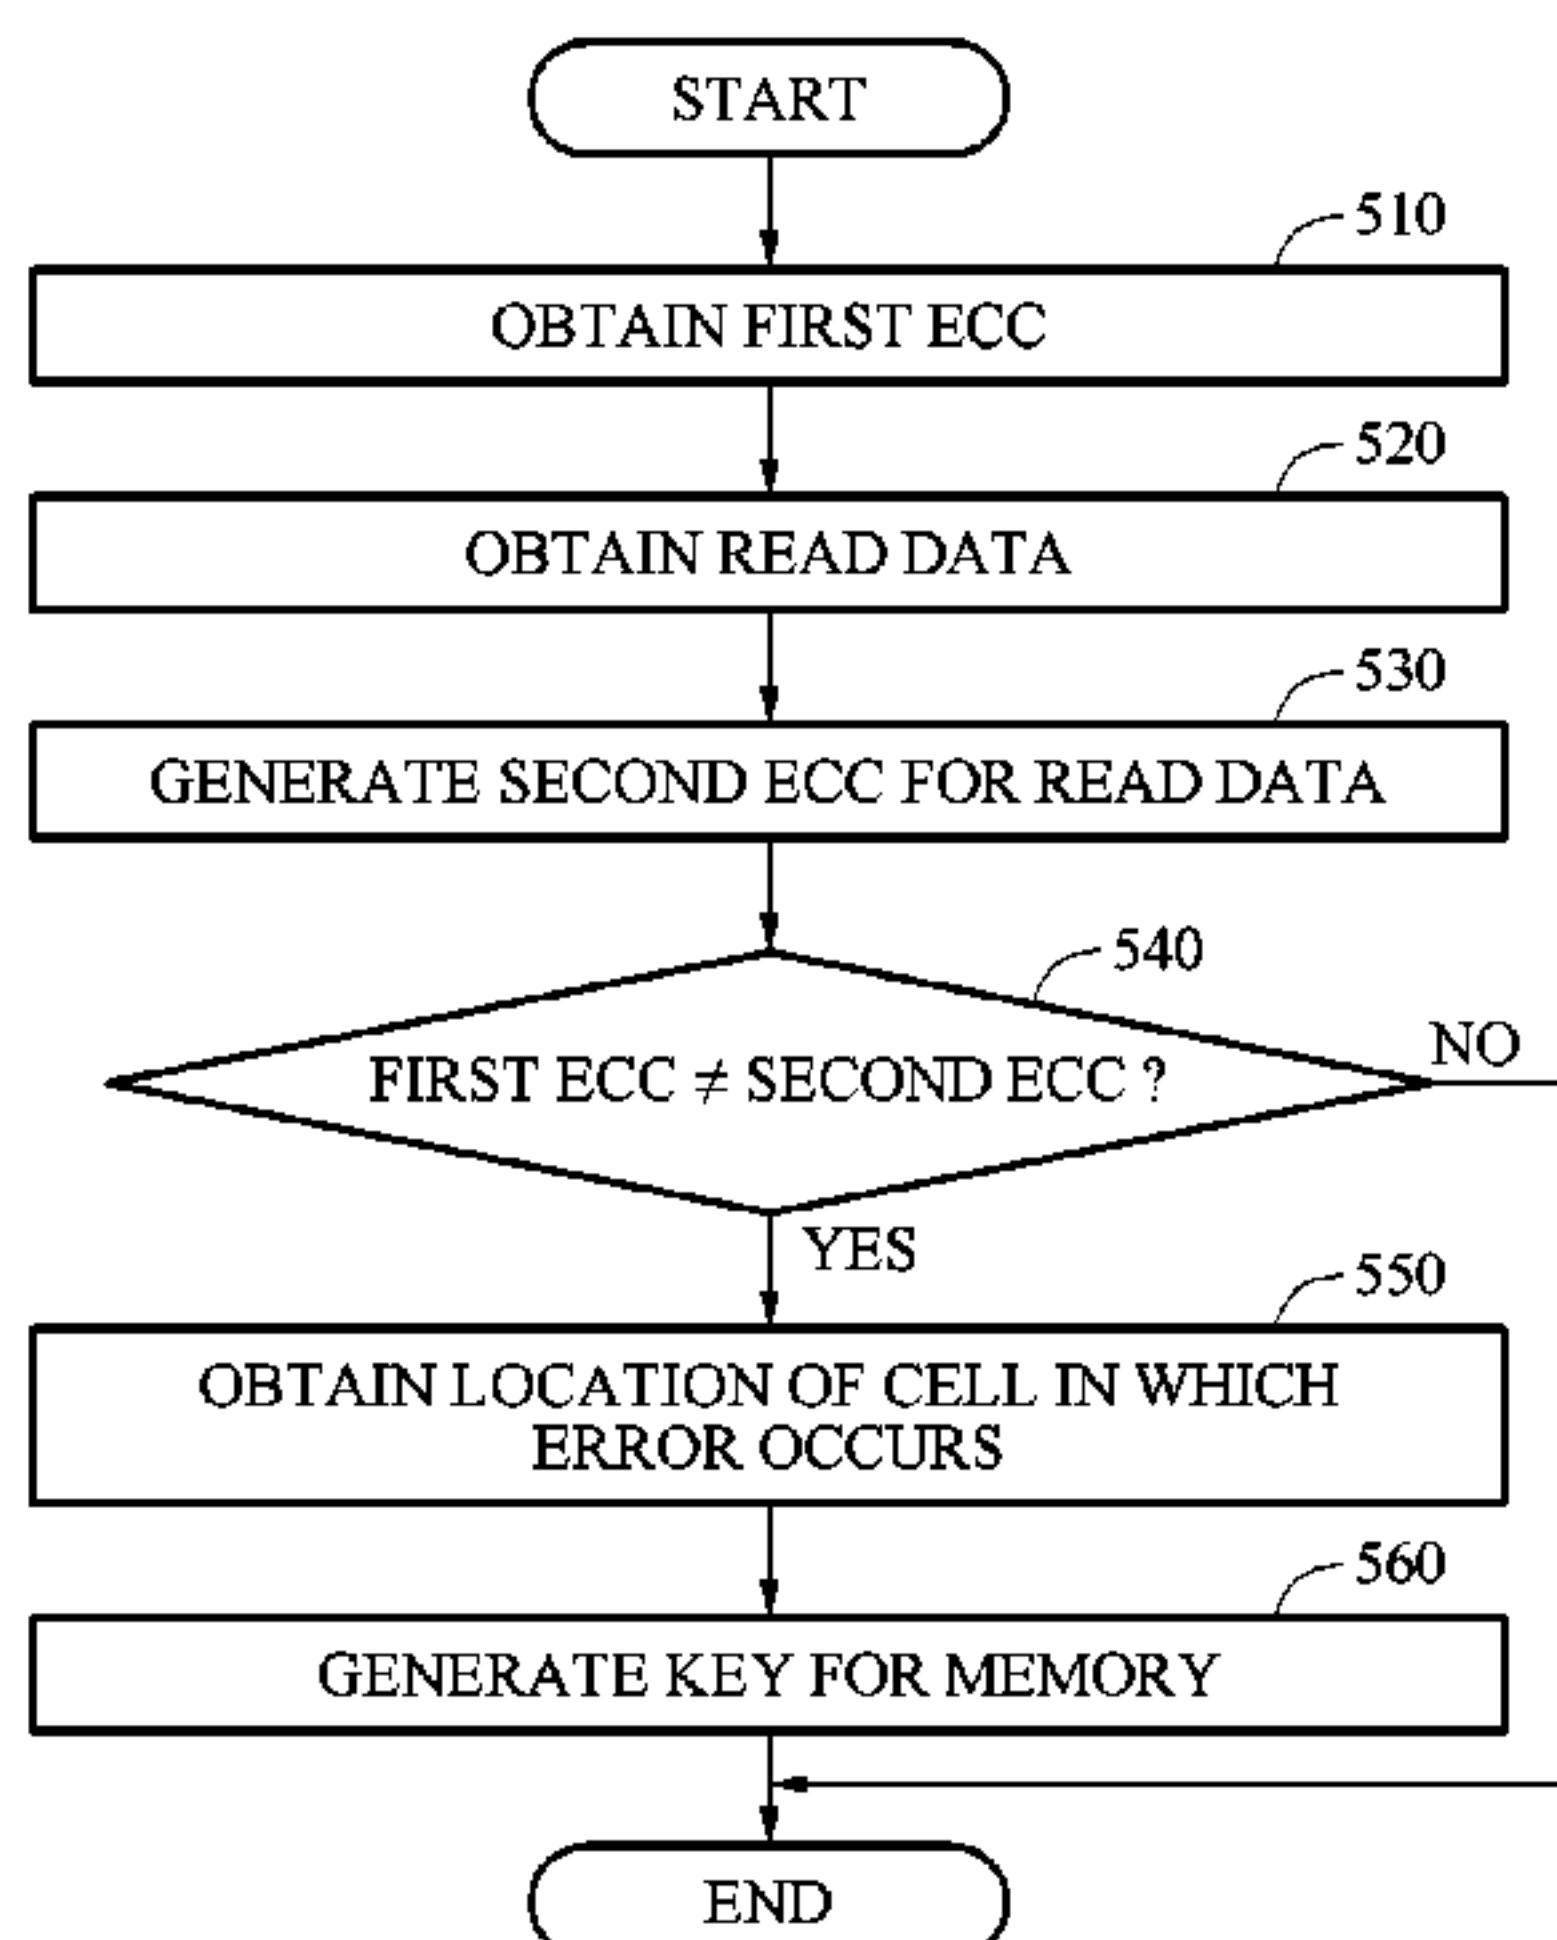 START
510
OBTAIN FIRST ECC
520
OBTAIN READ DATA
530
GENERATE SECOND ECC FOR READ DATA
540
FIRST ECC ≠ SECOND ECC ?
NO
YES
550
OBTAIN LOCATION OF CELL IN WHICH
ERROR OCCURS
560
GENERATE KEY FOR MEMORY
END